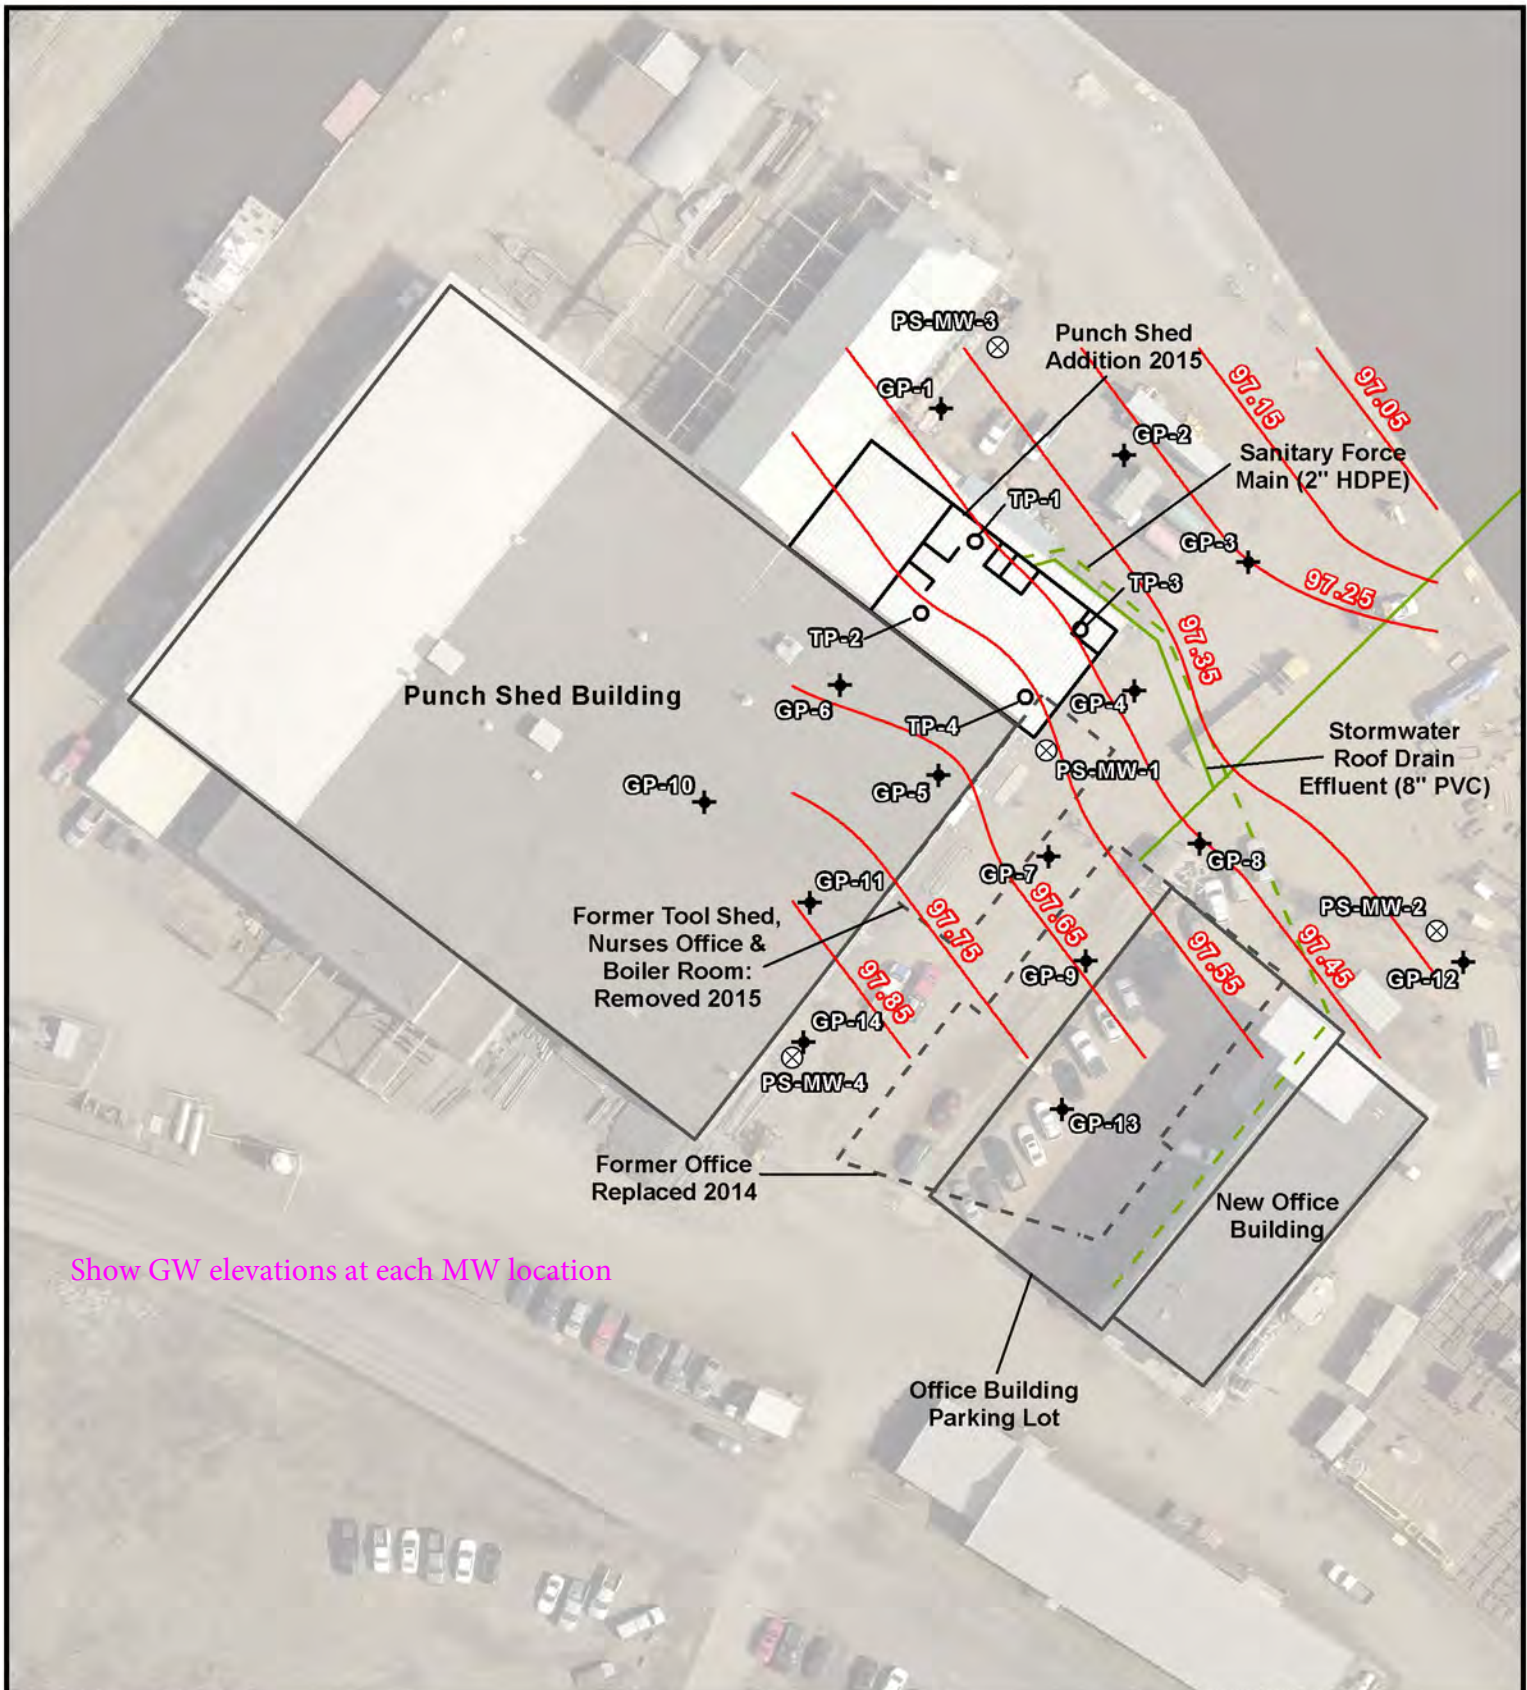 PS-MW-3
Punch Shed
Addition 2015
97.15
97.05
GP-1
GP-2
Sanitary Force
Main (2" HDPE)
TP-1
GP-3
TP-3
97.25
TP-2
97.35
Punch Shed Building
GP-6
GP-4
TP-4
Stormwater
Roof Drain
Effluent (8" PVC)
PS-MW-1
GP-10
GP-5
GP-8
GP-7
GP-11
Former Tool Shed,
Nurses Office &
Boiler Room:
Removed 2015
97.75
97.65
PS-MW-2
97.55
97.45
GP-9
GP-12
97.85
GP-14
PS-MW-4
GP-13
Former Office
Replaced 2014
New Office
Building
Show GW elevations at each MW location
Office Building
Parking Lot